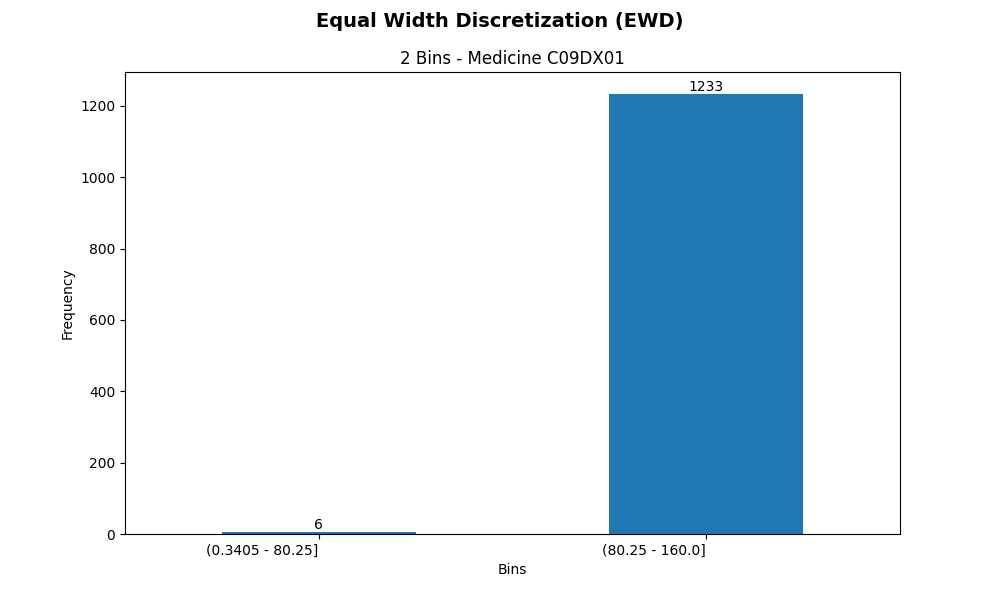 Equal Width Discretization (EWD)
2 Bins - Medicine C09DX01
Frequency
1200
1000
800
600
400
200
0
6
1233
(0.3405 - 80.25]
(80.25 - 160.0]
Bins